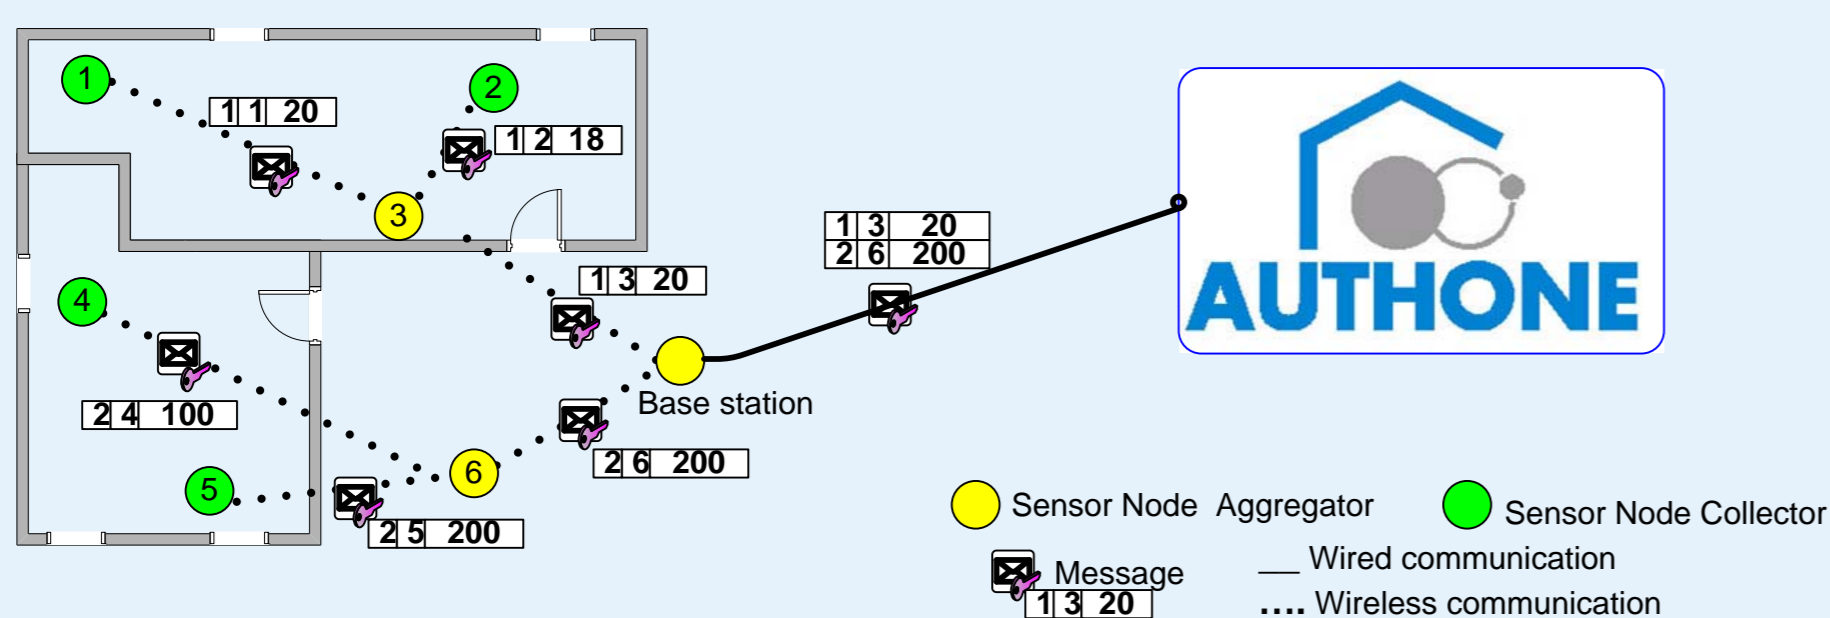 1
2
1 1 20
1 2 18
3
1 3 20
2 6 200
4
1 3 20
AUTHONE
Base station
2 4 100
2 6 200
5
6
2 5 200
Sensor Node Aggregator
Sensor Node Collector
Message
1 3 20
__ Wired communication
.... Wireless communication